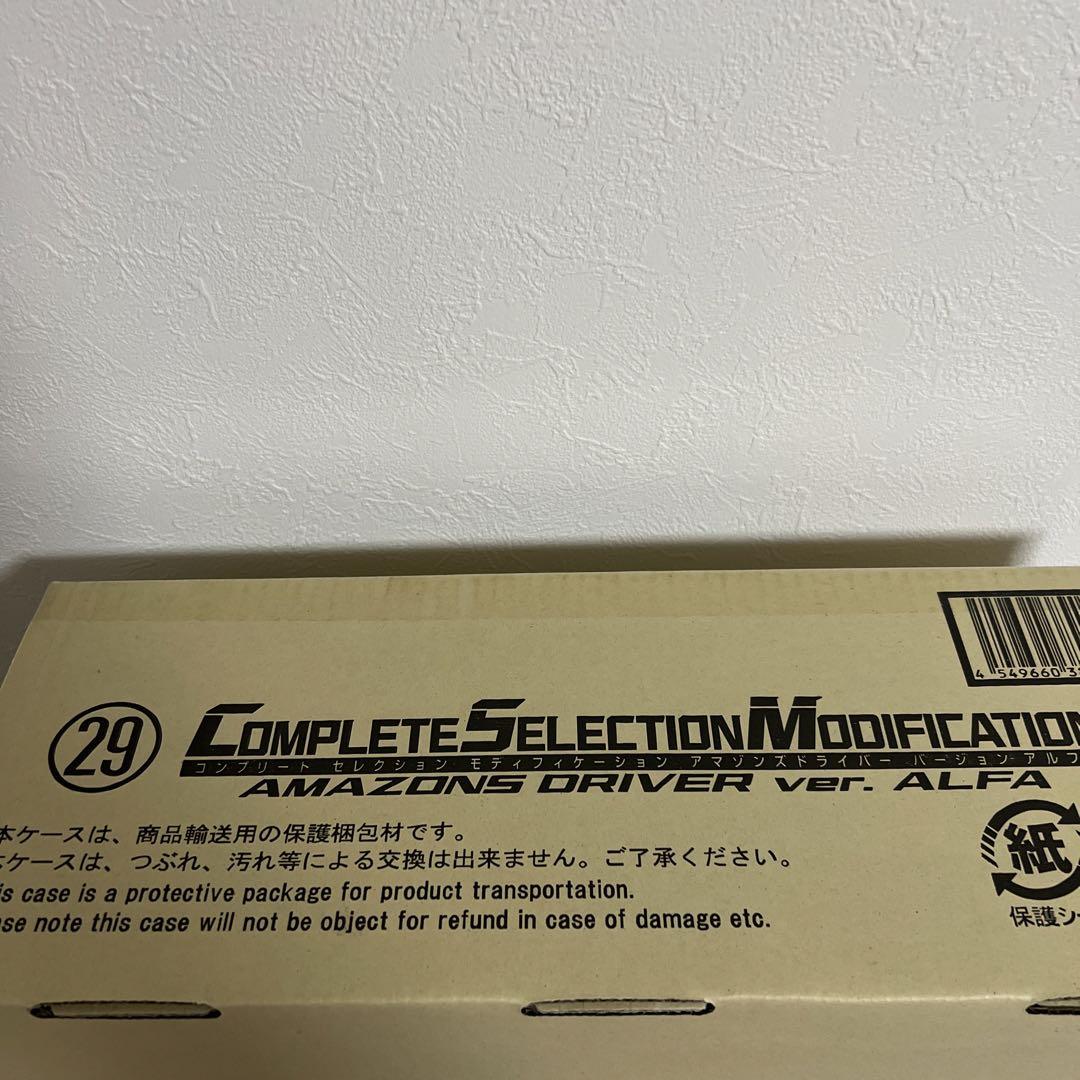 4 549660 3
29
COMPLETE SELECTION MODIFICATION
コンプリート セレクション モディフィケーション アマゾンズドライバー バージョン アルフ
AMAZONS DRIVER ver. ALFA
本ケースは、商品輸送用の保護梱包材です。
本ケースは、つぶれ、汚れ等による交換は出来ません。ご了承ください。
is case is a protective package for product transportation.
ase note this case will not be object for refund in case of damage etc.
紙
保護シ